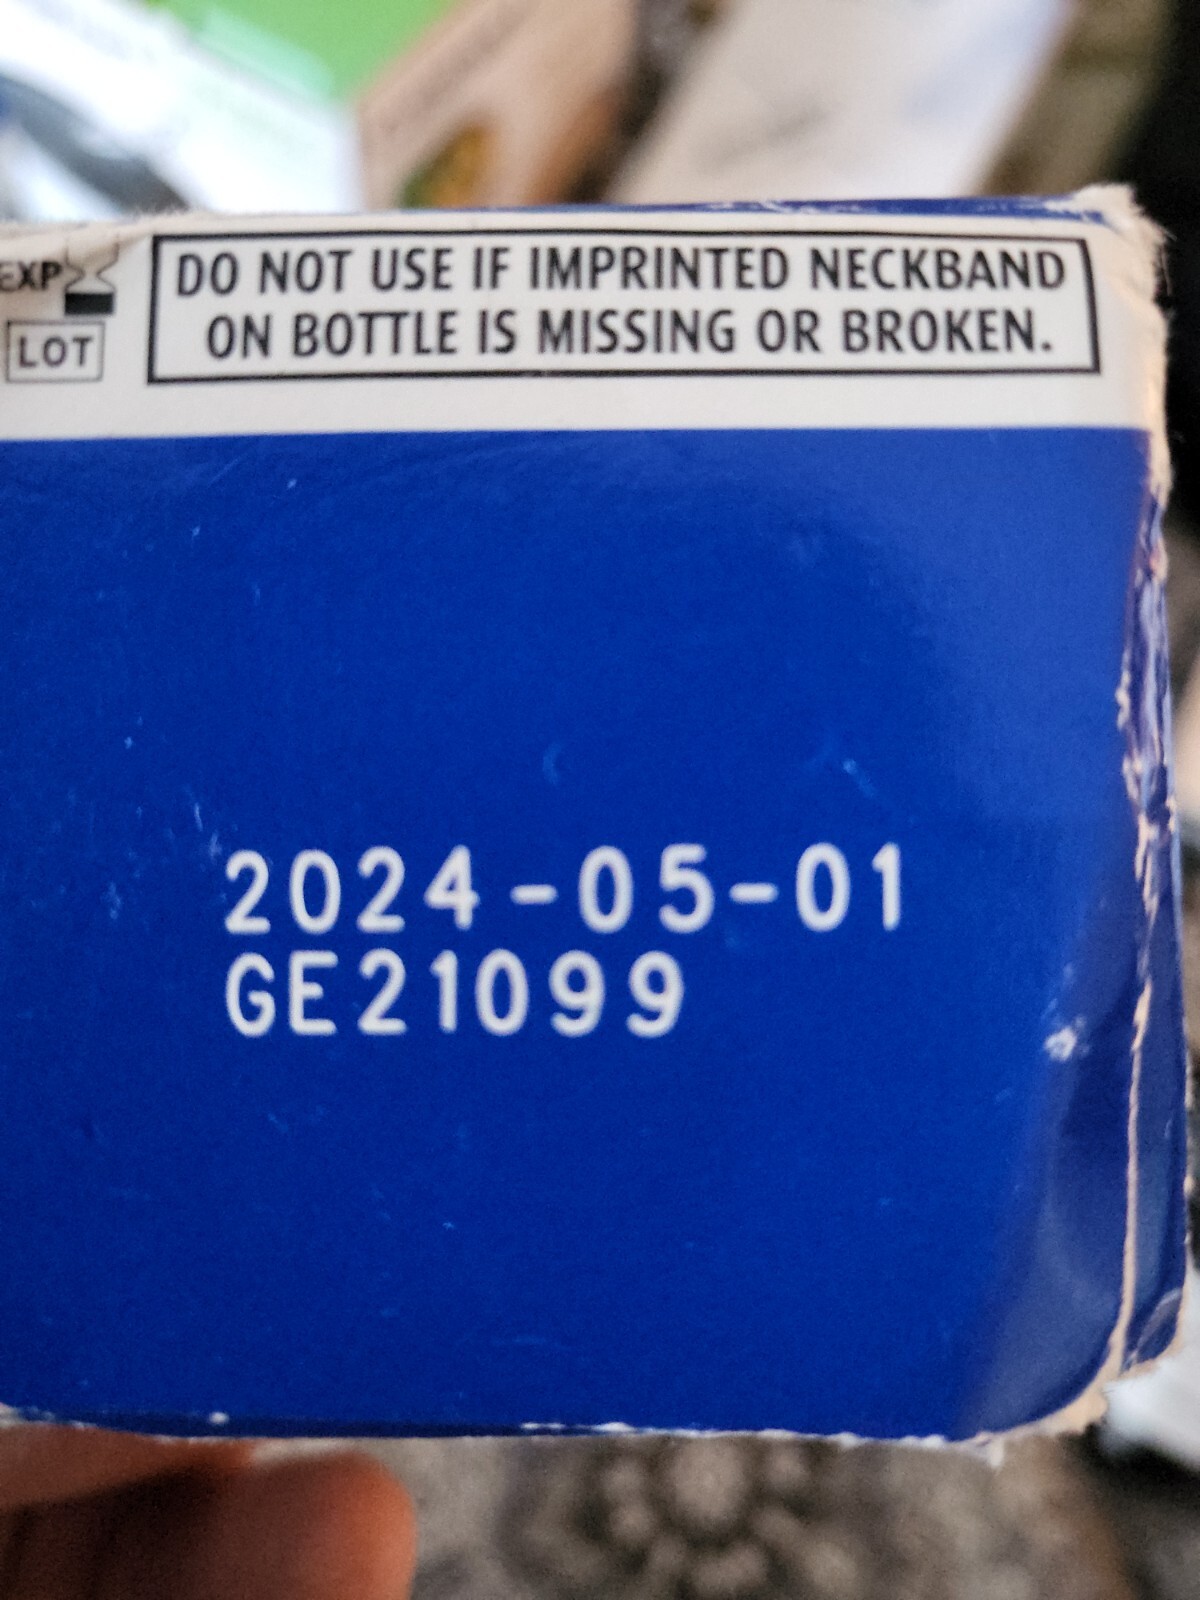 EXP
LOT
DO NOT USE IF IMPRINTED NECKBAND
ON BOTTLE IS MISSING OR BROKEN.
2024-05-01
GE21099